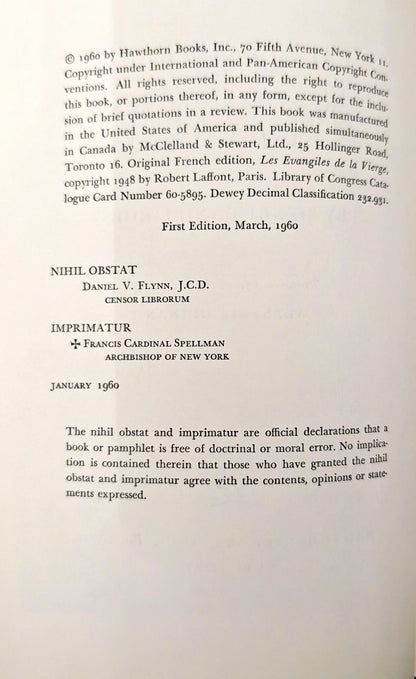 © 1960 by Hawthorn Books, Inc., 70 Fifth Avenue, New York 11.
Copyright under International and Pan-American Copyright Con-
ventions. All rights reserved, including the right to reproduce
this book, or portions thereof, in any form, except for the inclu-
sion of brief quotations in a review. This book was manufactured
in the United States of America and published simultaneously
in Canada by McClelland & Stewart, Ltd., 25 Hollinger Road,
Toronto 16. Original French edition, Les Evangiles de la Vierge,
copyright 1948 by Robert Laffont, Paris. Library of Congress Cata-
logue Card Number 60-5895. Dewey Decimal Classification 232.931.
First Edition, March, 1960
NIHIL OBSTAT
DANIEL V. FLYNN, J.C.D.
CENSOR LIBRORUM
IMPRIMATUR
✠ FRANCIS CARDINAL SPELLMAN
ARCHBISHOP OF NEW YORK
JANUARY 1960
The nihil obstat and imprimatur are official declarations that a
book or pamphlet is free of doctrinal or moral error. No implica-
tion is contained therein that those who have granted the nihil
obstat and imprimatur agree with the contents, opinions or state-
ments expressed.